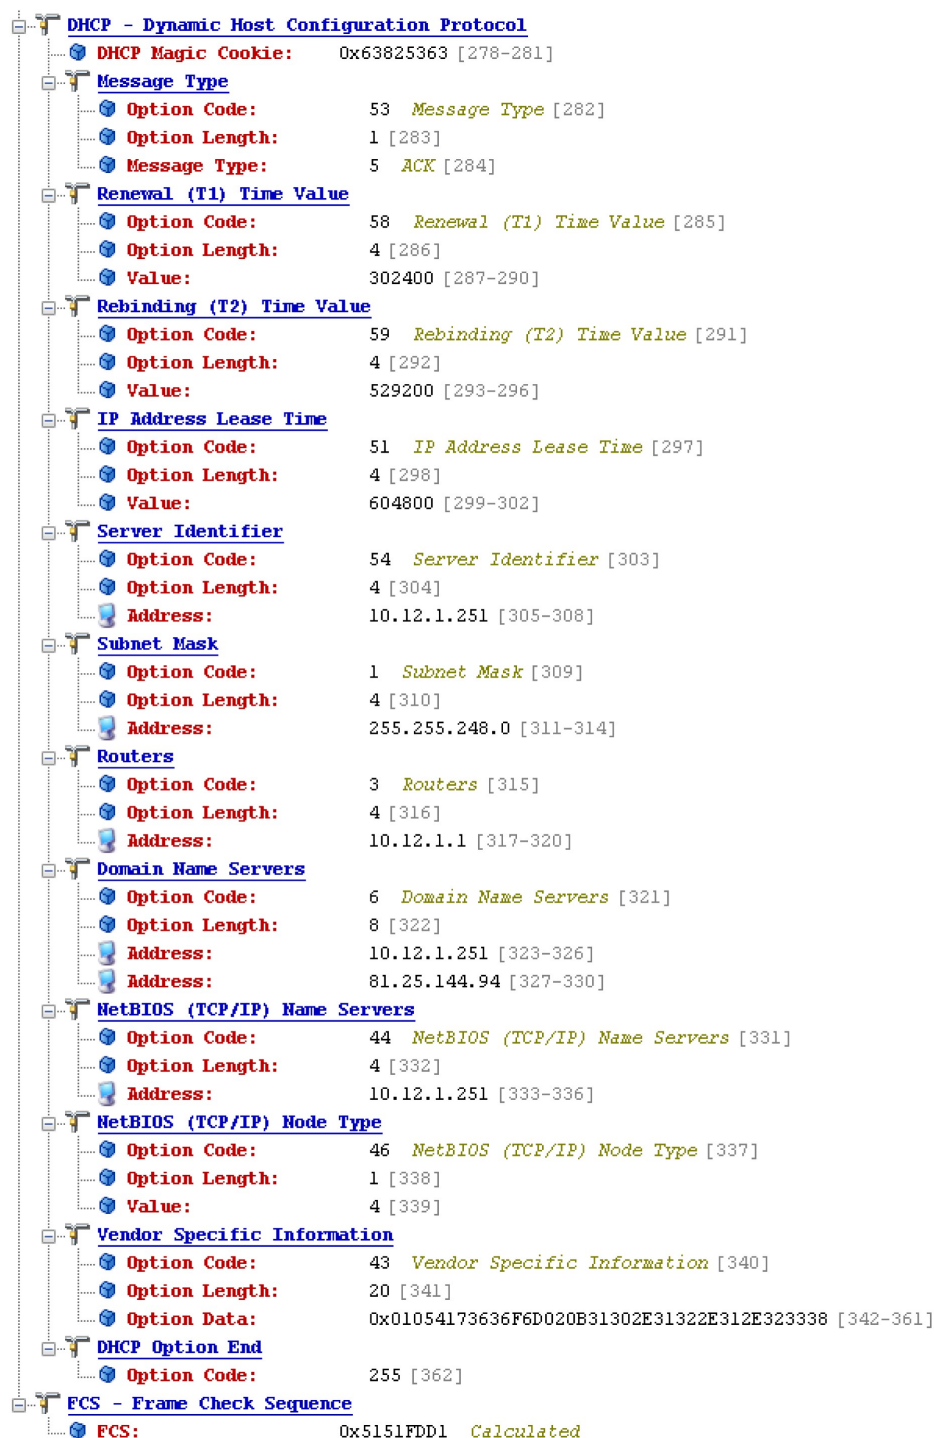 DHCP - Dynamic Host Configuration Protocol
DHCP Magic Cookie: 0x63825363 [278-281]
Message Type
Option Code: 53 Message Type [282]
Option Length: 1 [283]
Message Type: 5 ACK [284]
Renewal (T1) Time Value
Option Code: 58 Renewal (T1) Time Value [285]
Option Length: 4 [286]
Value: 302400 [287-290]
Rebinding (T2) Time Value
Option Code: 59 Rebinding (T2) Time Value [291]
Option Length: 4 [292]
Value: 529200 [293-296]
IP Address Lease Time
Option Code: 51 IP Address Lease Time [297]
Option Length: 4 [298]
Value: 604800 [299-302]
Server Identifier
Option Code: 54 Server Identifier [303]
Option Length: 4 [304]
Address: 10.12.1.251 [305-308]
Subnet Mask
Option Code: 1 Subnet Mask [309]
Option Length: 4 [310]
Address: 255.255.248.0 [311-314]
Routers
Option Code: 3 Routers [315]
Option Length: 4 [316]
Address: 10.12.1.1 [317-320]
Domain Name Servers
Option Code: 6 Domain Name Servers [321]
Option Length: 8 [322]
Address: 10.12.1.251 [323-326]
Address: 81.25.144.94 [327-330]
NetBIOS (TCP/IP) Name Servers
Option Code: 44 NetBIOS (TCP/IP) Name Servers [331]
Option Length: 4 [332]
Address: 10.12.1.251 [333-336]
NetBIOS (TCP/IP) Node Type
Option Code: 46 NetBIOS (TCP/IP) Node Type [337]
Option Length: 1 [338]
Value: 4 [339]
Vendor Specific Information
Option Code: 43 Vendor Specific Information [340]
Option Length: 20 [341]
Option Data: 0x01054173636F6D020B31302E31322E312E323338 [342-361]
DHCP Option End
Option Code: 255 [362]
FCS - Frame Check Sequence
FCS: 0x5151FDD1 Calculated